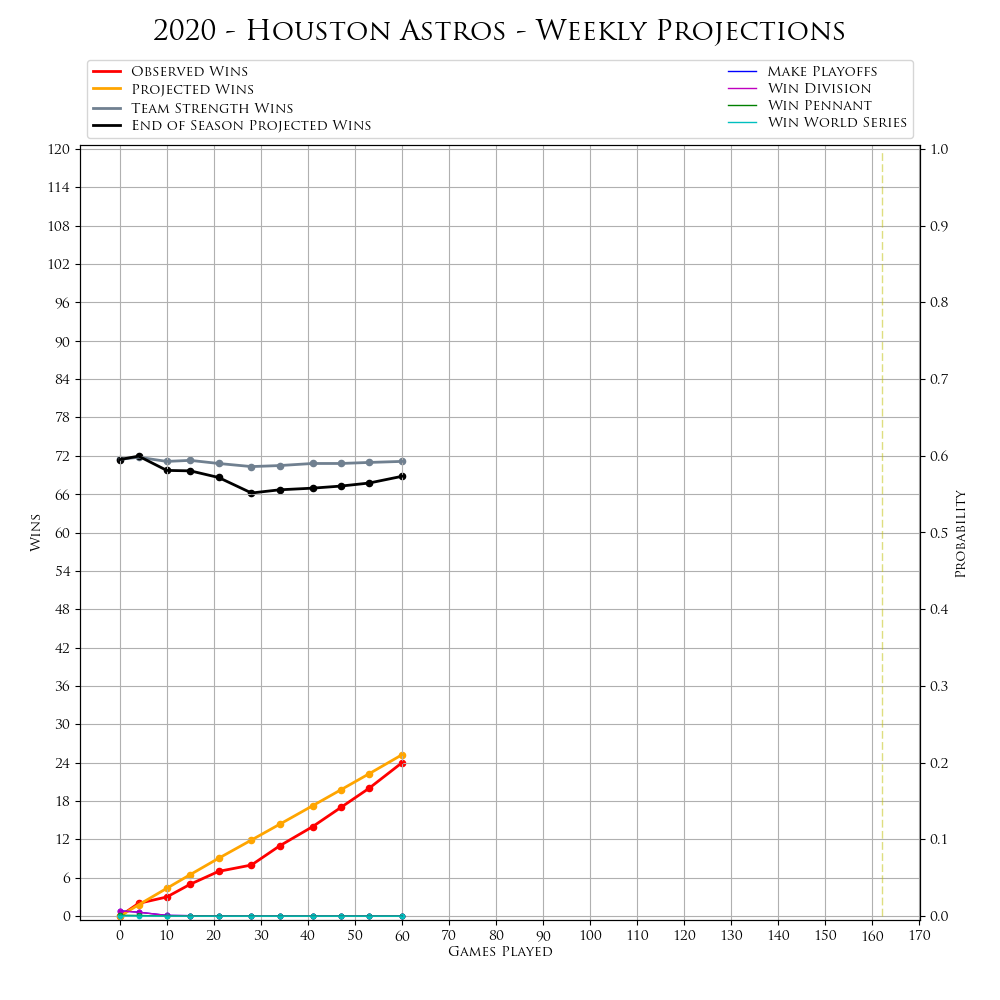 2020 - Houston Astros - Weekly Projections
Observed Wins
Projected Wins
Team Strength Wins
End of Season Projected Wins
Make Playoffs
Win Division
Win Pennant
Win World Series
120
114
108
102
96
90
84
78
72
66
60
54
48
42
36
30
24
18
12
6
0
Wins
1.0
0.9
0.8
0.7
0.6
0.5
0.4
0.3
0.2
0.1
0.0
Probability
0 10 20 30 40 50 60 70 80 90 100 110 120 130 140 150 160 170
Games Played